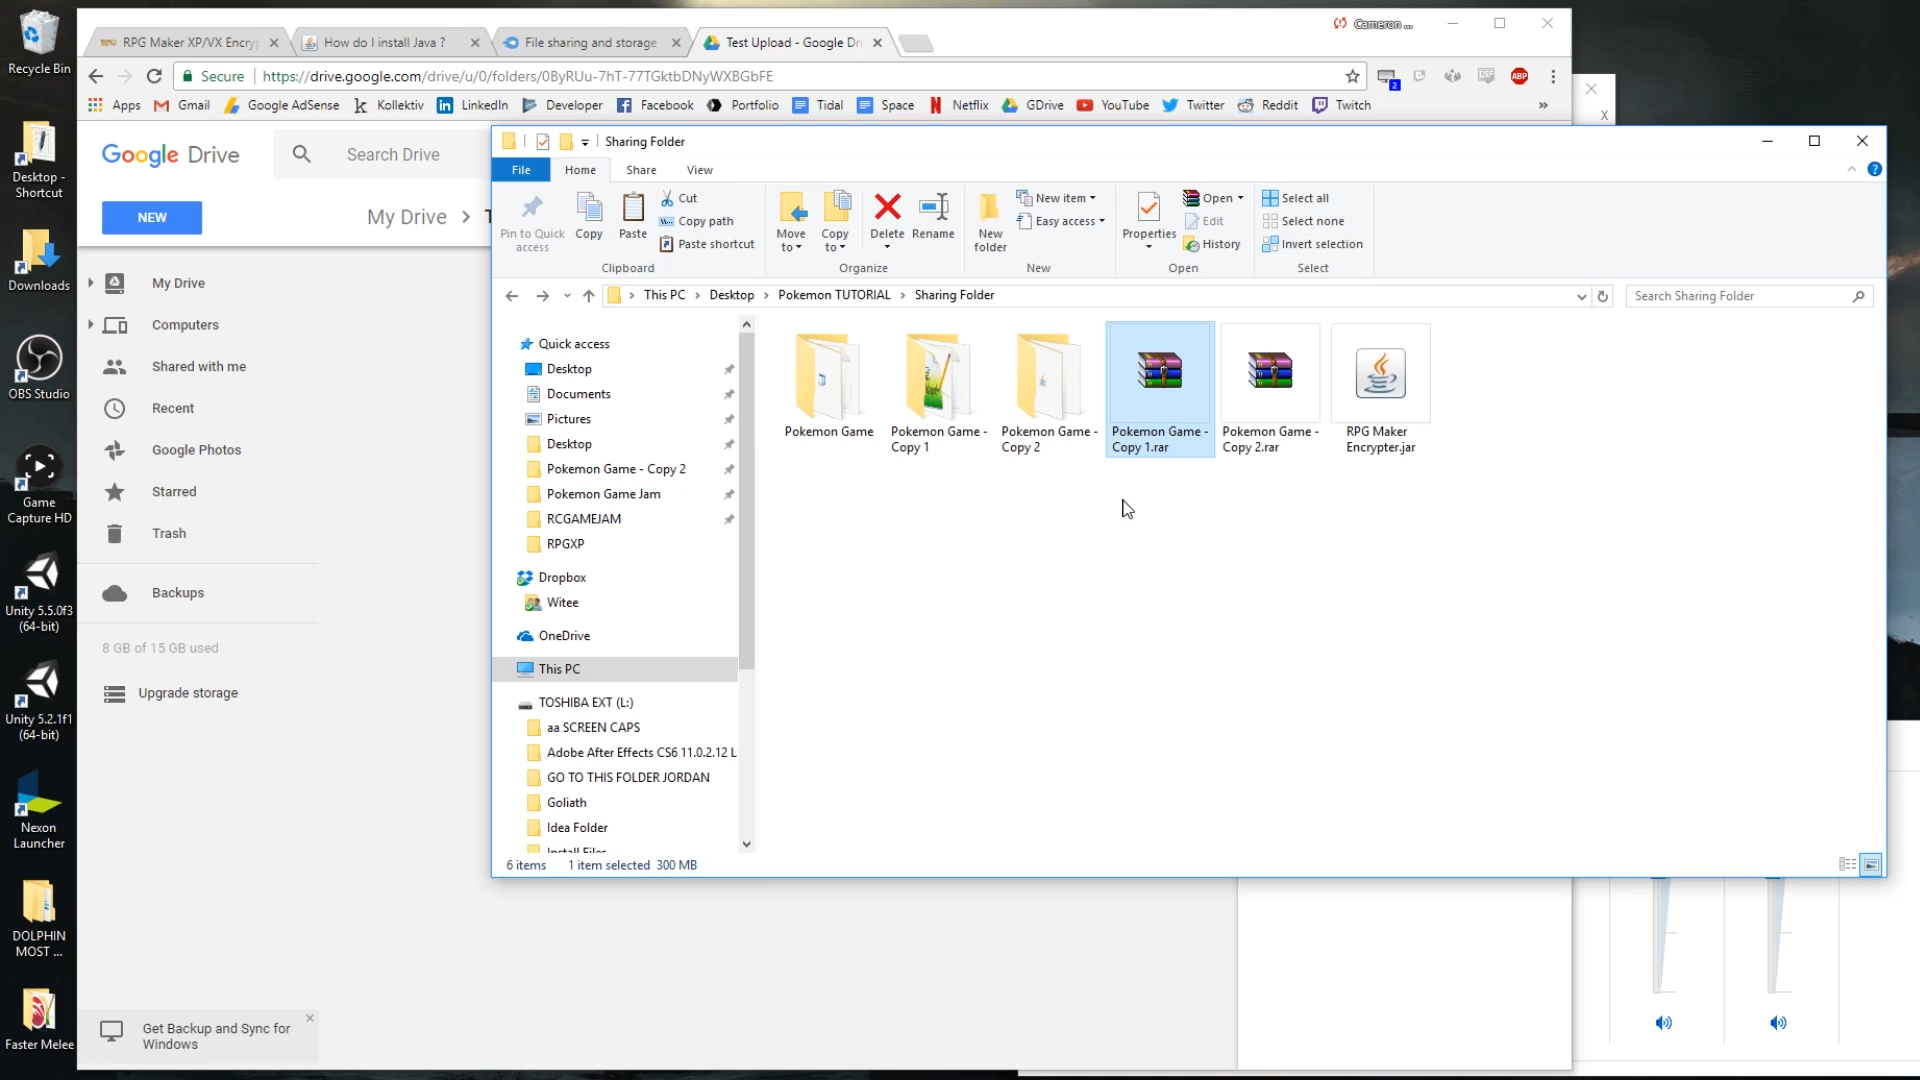 Recycle Bin
Desktop -
Shortcut
Downloads
OBS Studio
Game
Capture HD
Unity 5.5.0f3
(64-bit)
Unity 5.2.1f1
(64-bit)
Nexon
Launcher
DOLPHIN
MOST ...
Faster Melee
RPG Maker XP/VX Encry
How do I install Java ?
File sharing and storage
Test Upload - Google Dri
Cameron ...
Secure
https://drive.google.com/drive/u/0/folders/0ByRUu-7hT-77TGktbDNyWXBGbFE
2
ABP
Apps
Gmail
Google AdSense
Kollektiv
LinkedIn
Developer
Facebook
Portfolio
Tidal
Space
Netflix
GDrive
YouTube
Twitter
Reddit
Twitch
»
Google Drive
Search Drive
NEW
My Drive > T
My Drive
Computers
Shared with me
Recent
Google Photos
Starred
Trash
Backups
8 GB of 15 GB used
Upgrade storage
Get Backup and Sync for
Windows
Sharing Folder
File
Home
Share
View
Pin to Quick
access
Copy
Paste
Cut
Copy path
Paste shortcut
Clipboard
Move
to
Copy
to
Delete
Rename
Organize
New
folder
New item
Easy access
New
Properties
Open
Edit
History
Open
Select all
Select none
Invert selection
Select
This PC > Desktop > Pokemon TUTORIAL > Sharing Folder
Search Sharing Folder
Quick access
Desktop
Documents
Pictures
Desktop
Pokemon Game - Copy 2
Pokemon Game Jam
RCGAMEJAM
RPGXP
Dropbox
Witee
OneDrive
This PC
TOSHIBA EXT (L:)
aa SCREEN CAPS
Adobe After Effects CS6 11.0.2.12 L
GO TO THIS FOLDER JORDAN
Goliath
Idea Folder
Install Files
Pokemon Game
Pokemon Game -
Copy 1
Pokemon Game -
Copy 2
Pokemon Game -
Copy 1.rar
Pokemon Game -
Copy 2.rar
RPG Maker
Encrypter.jar
6 items
1 item selected 300 MB